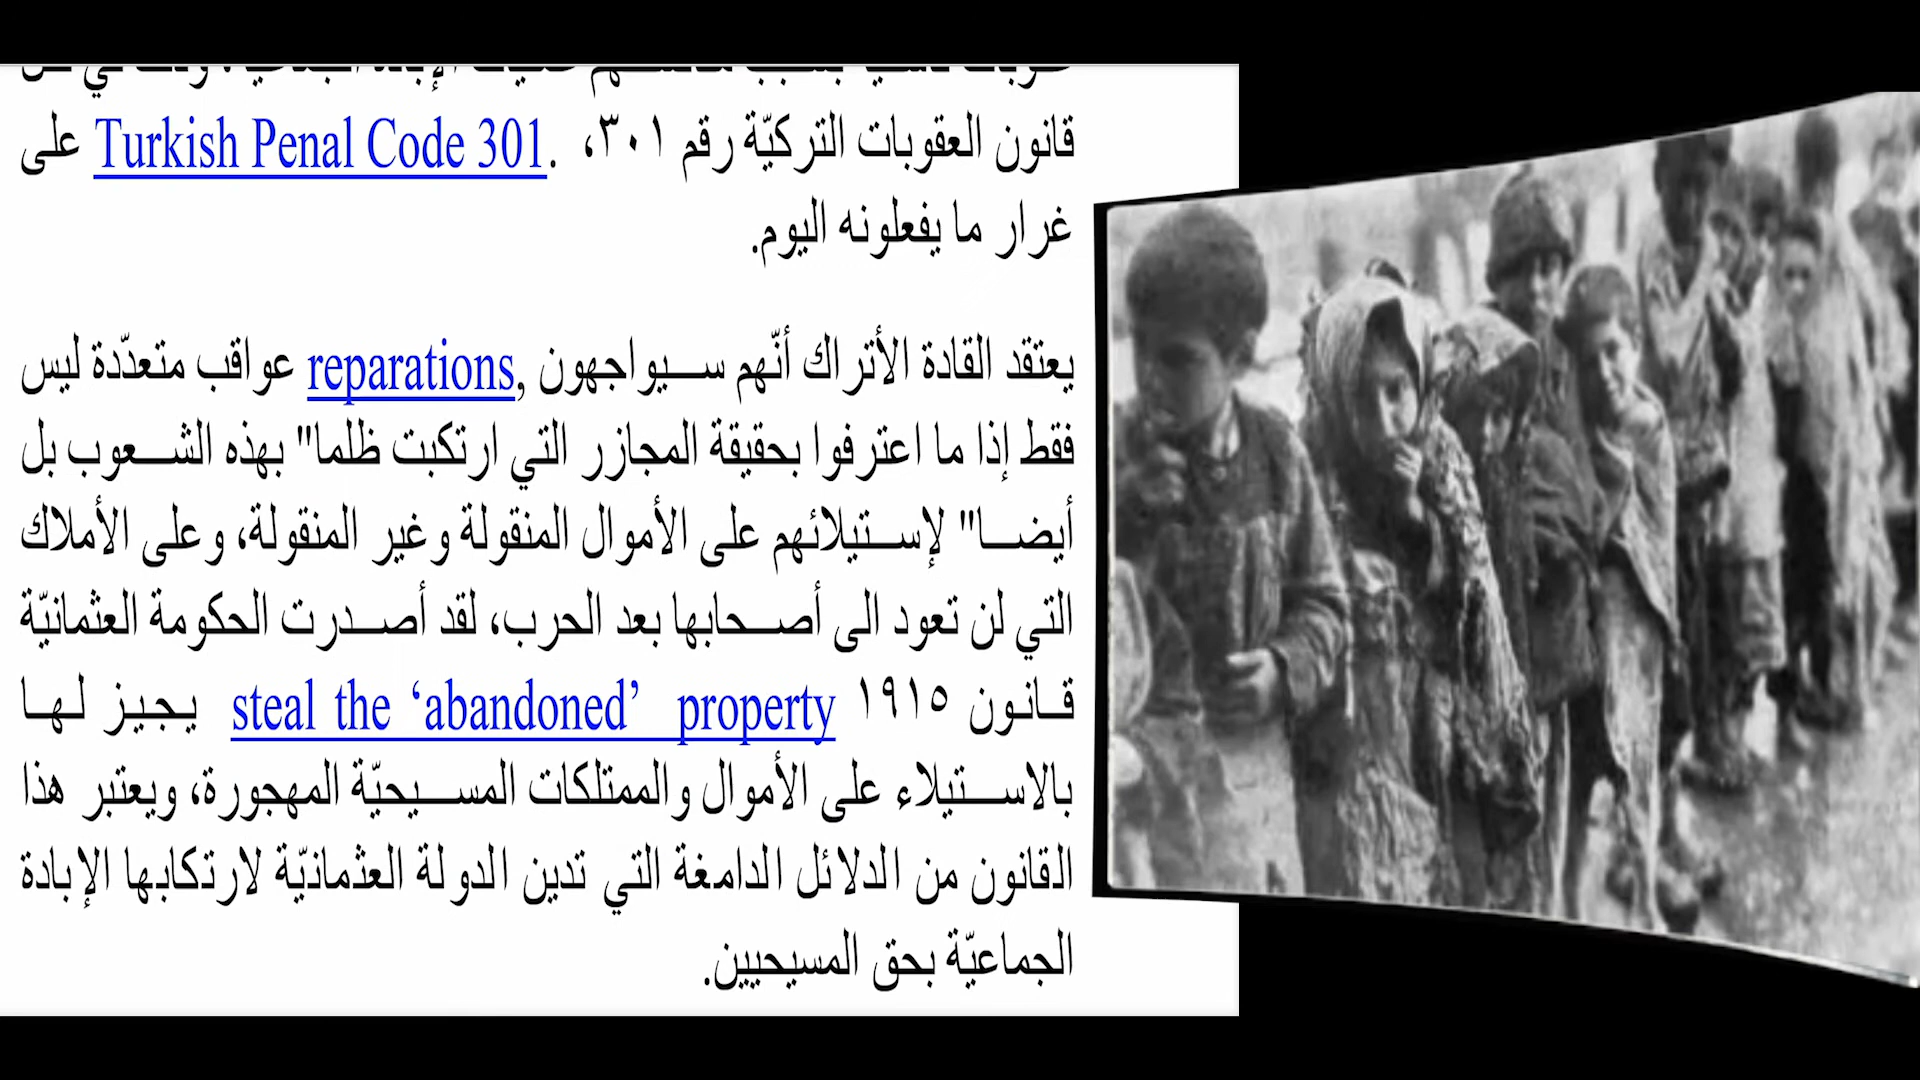 قانون العقوبات التركيّة رقم ٣٠١، .Turkish Penal Code 301 على
غرار ما يفعلونه اليوم.
يعتقد القادة الأتراك أنّهم سيواجهون ,reparations عواقب متعدّدة ليس
فقط إذا ما اعترفوا بحقيقة المجازر التي ارتكبت ظلما" بهذه الشعوب بل
أيضا" لإستيلائهم على الأموال المنقولة وغير المنقولة، وعلى الأملاك
التي لن تعود الى أصحابها بعد الحرب، لقد أصدرت الحكومة العثمانيّة
قانون ١٩١٥ steal the ‘abandoned’ property يجيز لها
بالاستيلاء على الأموال والممتلكات المسيحيّة المهجورة، ويعتبر هذا
القانون من الدلائل الدامغة التي تدين الدولة العثمانيّة لارتكابها الإبادة
الجماعيّة بحق المسيحيين.